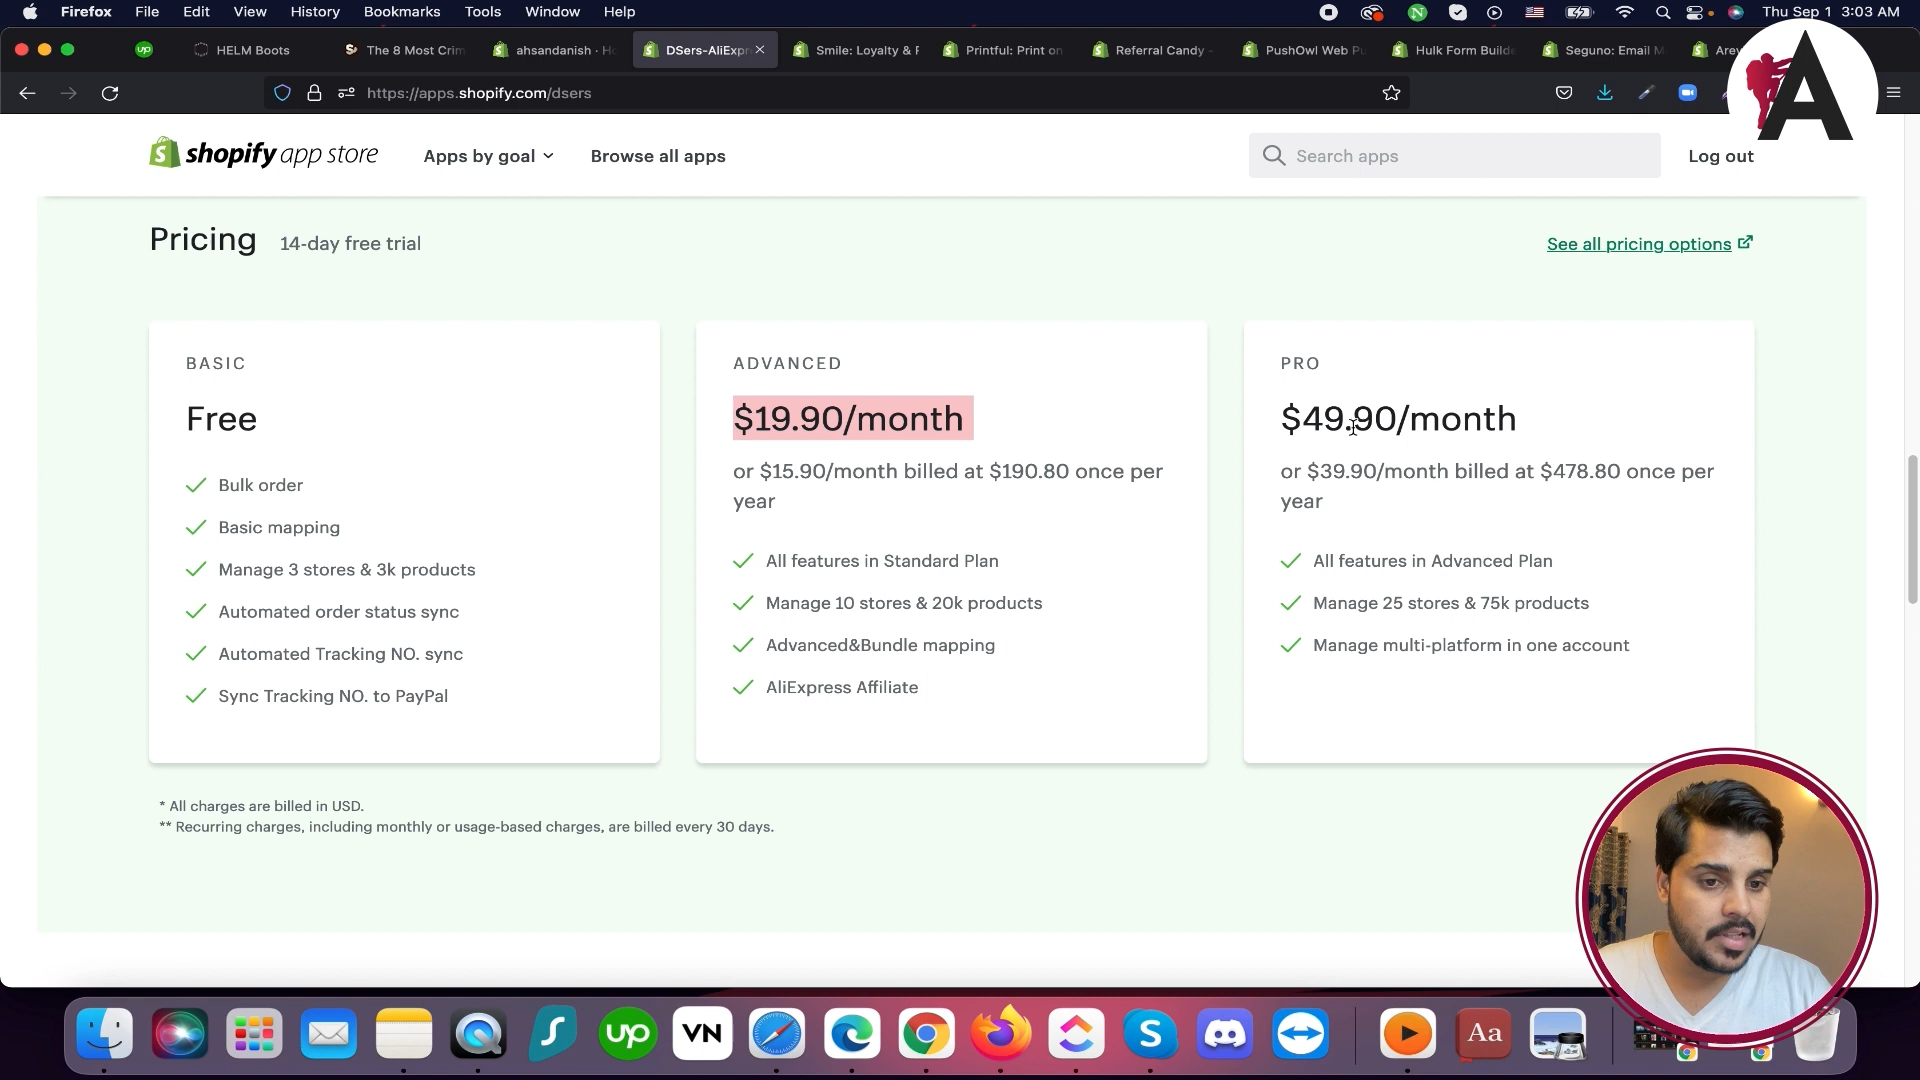 Firefox File Edit View History Bookmarks Tools Window Help Thu Sep 1 3:03 AM
up HELM Boots The 8 Most Crim ahsandanish · Ho DSers-AliExpr Smile: Loyalty & F Printful: Print on Referral Candy - PushOwl Web Pu Hulk Form Builde Seguno: Email M Arev
https://apps.shopify.com/dsers
A
shopify app store Apps by goal Browse all apps Search apps Log out
Pricing 14-day free trial See all pricing options
BASIC
Free
Bulk order
Basic mapping
Manage 3 stores & 3k products
Automated order status sync
Automated Tracking NO. sync
Sync Tracking NO. to PayPal
ADVANCED
$19.90/month
or $15.90/month billed at $190.80 once per
year
All features in Standard Plan
Manage 10 stores & 20k products
Advanced&Bundle mapping
AliExpress Affiliate
PRO
$49.90/month
or $39.90/month billed at $478.80 once per
year
All features in Advanced Plan
Manage 25 stores & 75k products
Manage multi-platform in one account
* All charges are billed in USD.
** Recurring charges, including monthly or usage-based charges, are billed every 30 days.
up VN S Aa